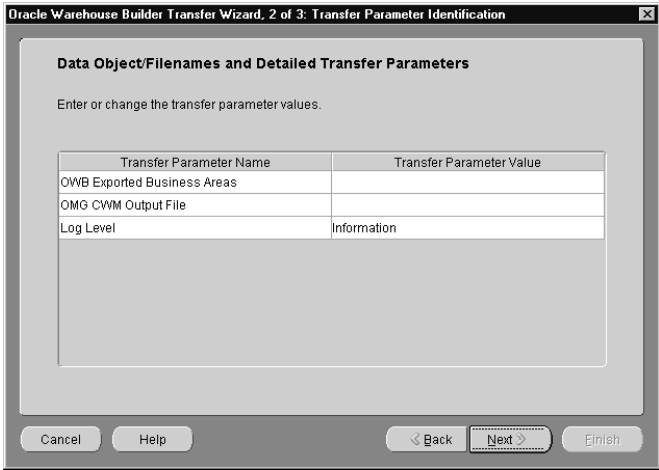 Oracle Warehouse Builder Transfer Wizard, 2 of 3: Transfer Parameter Identification
Data Object/Filenames and Detailed Transfer Parameters
Enter or change the transfer parameter values.
Transfer Parameter Name Transfer Parameter Value
OWB Exported Business Areas
OMG CWM Output File
Log Level Information
Cancel Help Back Next Finish